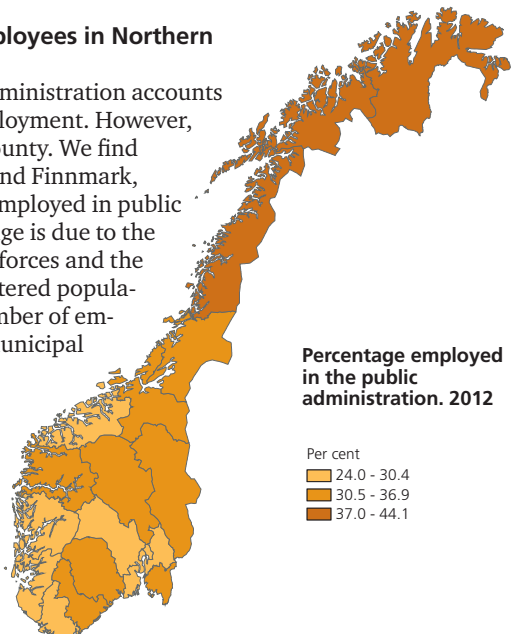 ployees in Northern
ministration accounts
ployment. However,
ounty. We find
nd Finnmark,
mployed in public
ge is due to the
forces and the
tered popula-
mber of em-
unicipal
Percentage employed
in the public
administration. 2012
Per cent
24.0 - 30.4
30.5 - 36.9
37.0 - 44.1